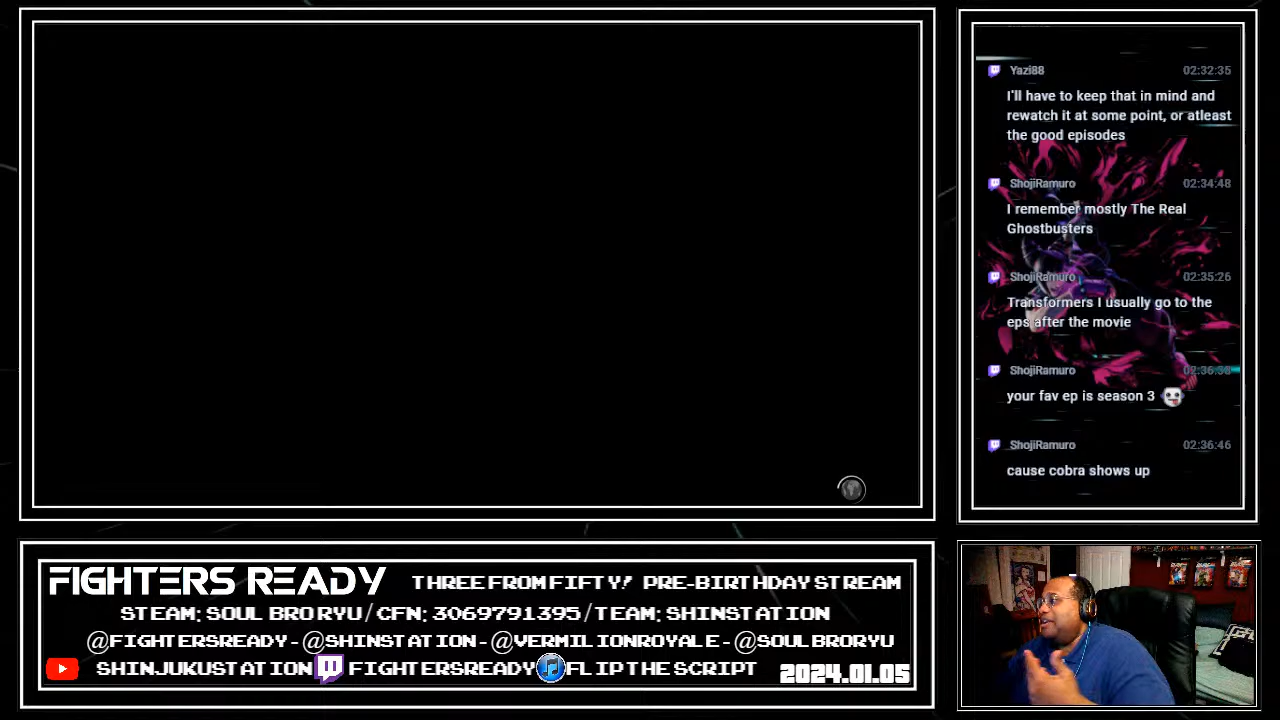 Yazi88 02:32:35
I'll have to keep that in mind and
rewatch it at some point, or atleast
the good episodes
ShojiRamuro 02:34:48
I remember mostly The Real
Ghostbusters
ShojiRamuro 02:35:26
Transformers I usually go to the
eps after the movie
ShojiRamuro 02:36:38
your fav ep is season 3
ShojiRamuro 02:36:46
cause cobra shows up
FIGHTERS READY THREE FROM FIFTY! PRE-BIRTHDAY STREAM
STEAM: SOUL BRO RYU / CFN: 3069791395 / TEAM: SHINSTATION
@FIGHTERSREADY - @SHINSTATION - @VERMILIONROYALE - @SOULBRORYU
SHINJUKUSTATION FIGHTERSREADY FLIP THE SCRIPT 2024.01.05